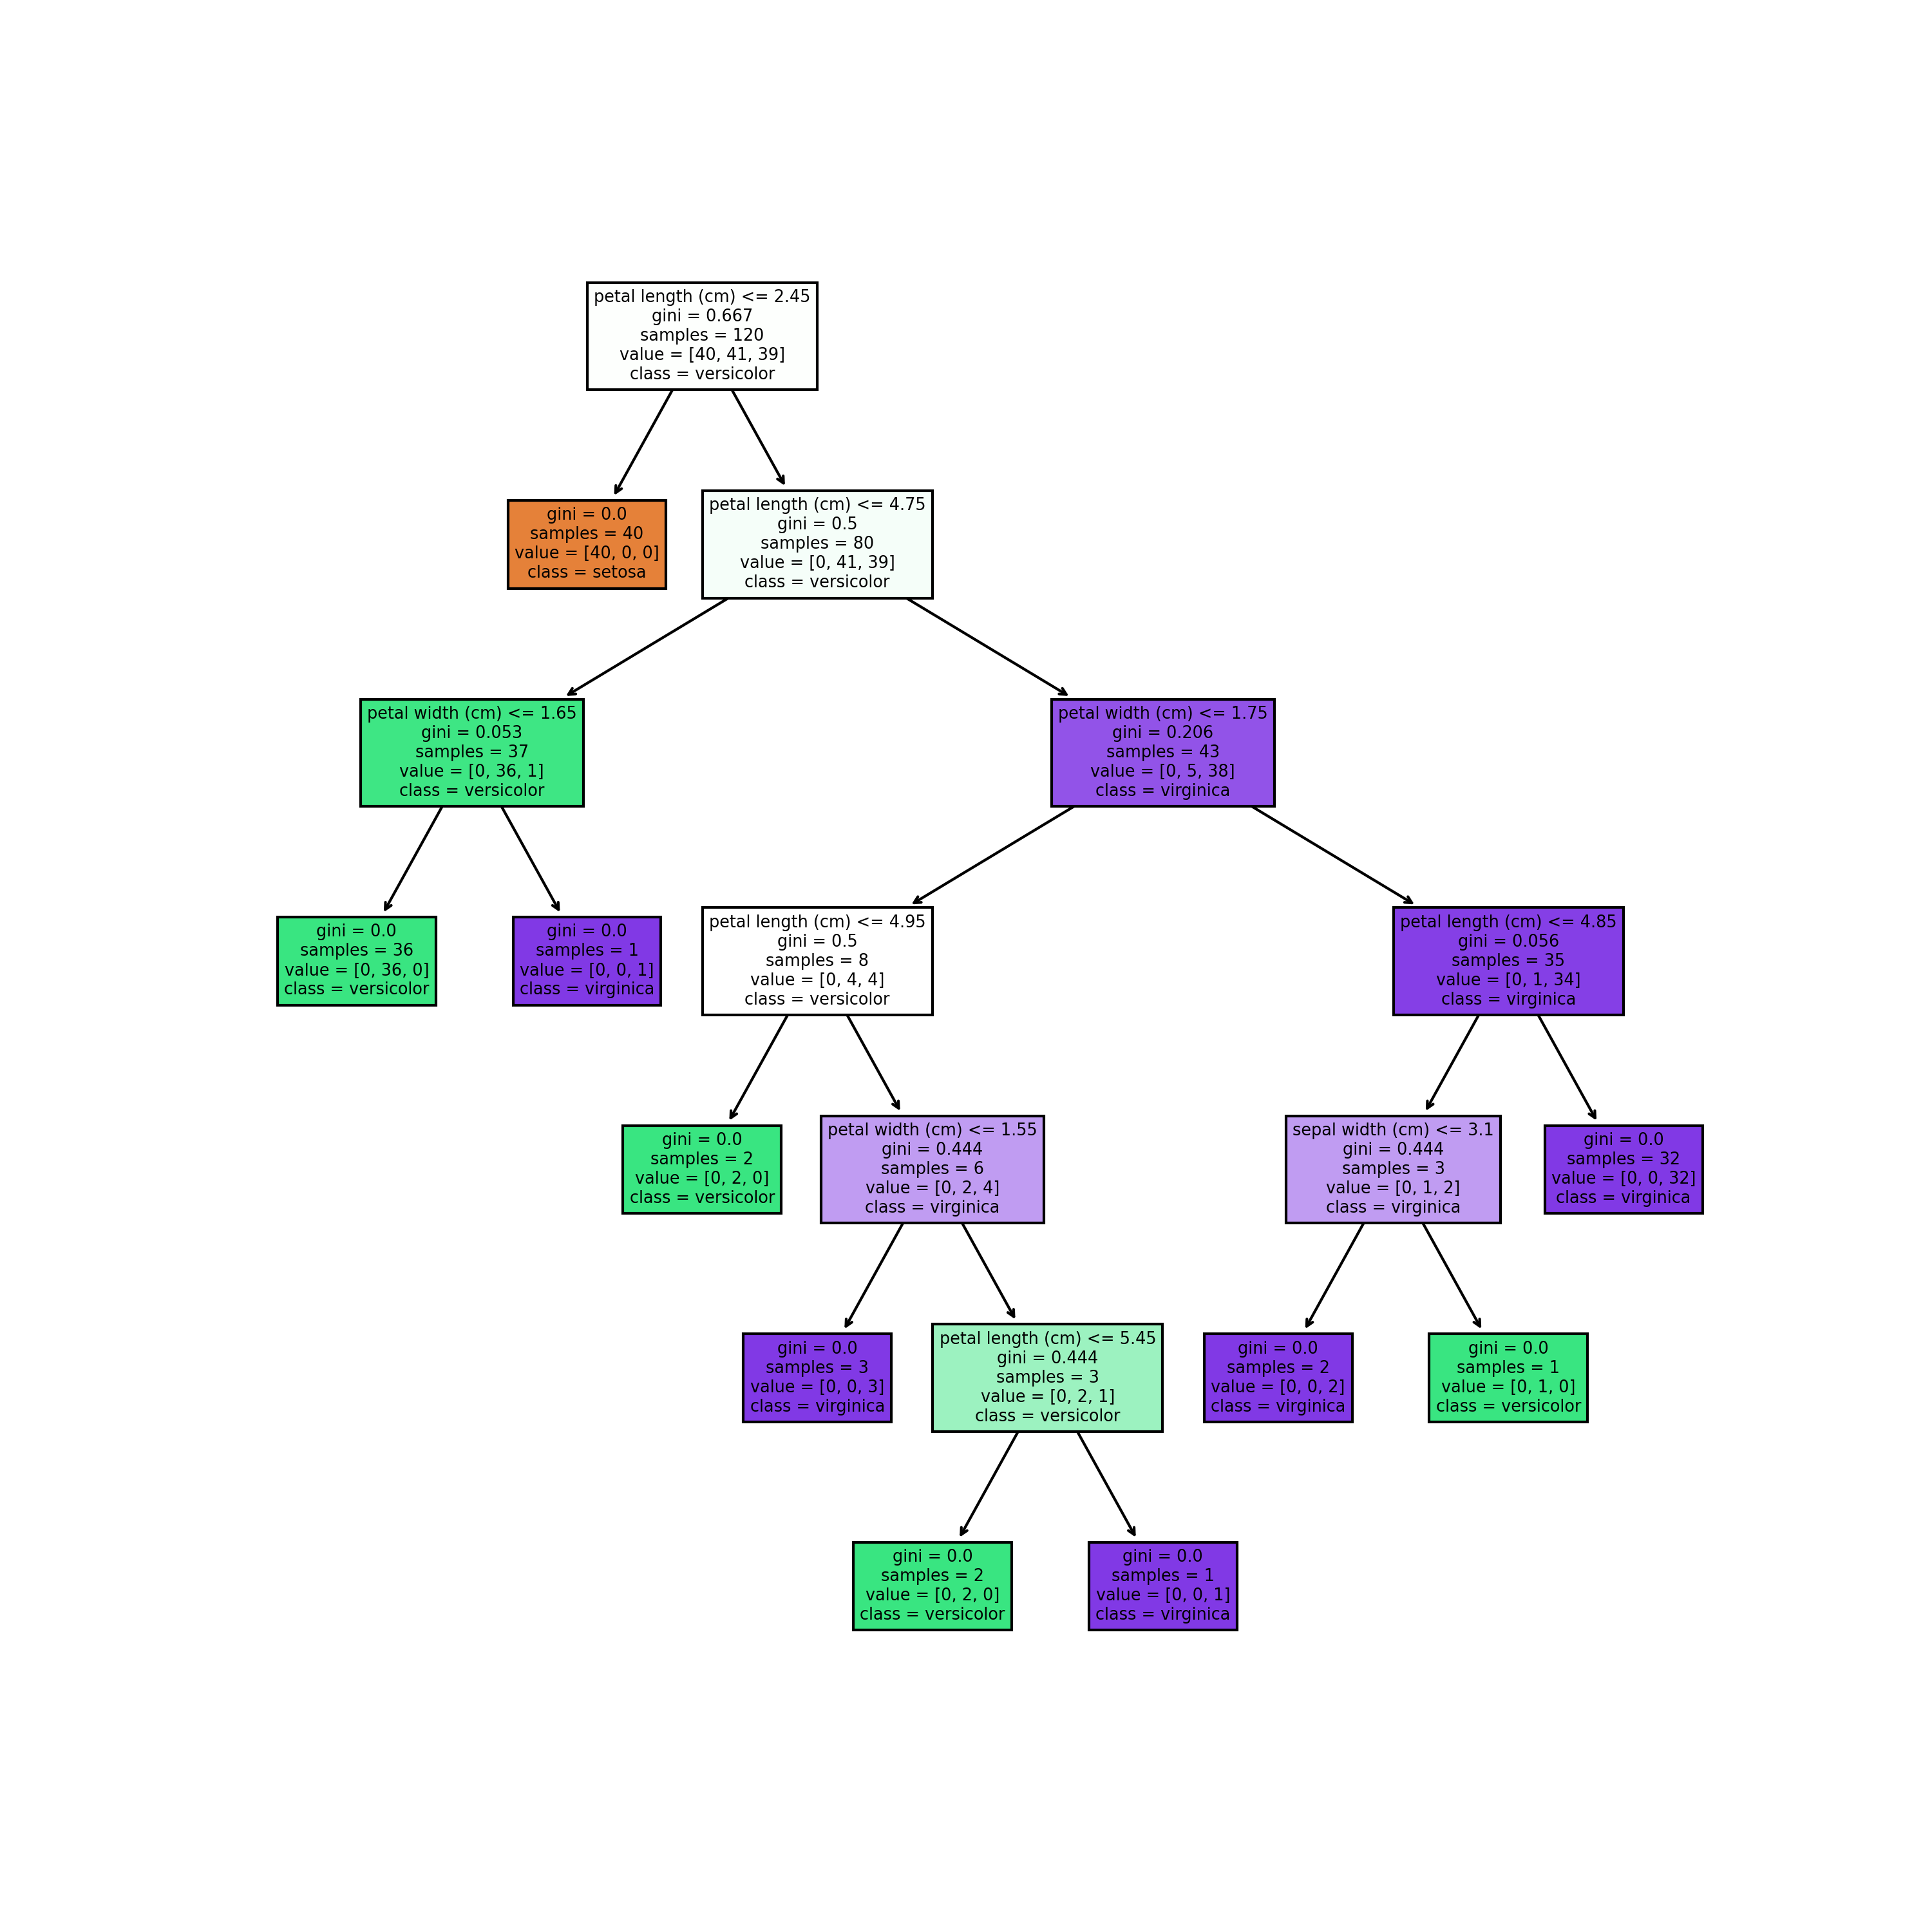 petal length (cm) <= 2.45
gini = 0.667
samples = 120
value = [40, 41, 39]
class = versicolor
gini = 0.0
samples = 40
value = [40, 0, 0]
class = setosa
petal length (cm) <= 4.75
gini = 0.5
samples = 80
value = [0, 41, 39]
class = versicolor
petal width (cm) <= 1.65
gini = 0.053
samples = 37
value = [0, 36, 1]
class = versicolor
petal width (cm) <= 1.75
gini = 0.206
samples = 43
value = [0, 5, 38]
class = virginica
gini = 0.0
samples = 36
value = [0, 36, 0]
class = versicolor
gini = 0.0
samples = 1
value = [0, 0, 1]
class = virginica
petal length (cm) <= 4.95
gini = 0.5
samples = 8
value = [0, 4, 4]
class = versicolor
petal length (cm) <= 4.85
gini = 0.056
samples = 35
value = [0, 1, 34]
class = virginica
gini = 0.0
samples = 2
value = [0, 2, 0]
class = versicolor
petal width (cm) <= 1.55
gini = 0.444
samples = 6
value = [0, 2, 4]
class = virginica
sepal width (cm) <= 3.1
gini = 0.444
samples = 3
value = [0, 1, 2]
class = virginica
gini = 0.0
samples = 32
value = [0, 0, 32]
class = virginica
gini = 0.0
samples = 3
value = [0, 0, 3]
class = virginica
petal length (cm) <= 5.45
gini = 0.444
samples = 3
value = [0, 2, 1]
class = versicolor
gini = 0.0
samples = 2
value = [0, 0, 2]
class = virginica
gini = 0.0
samples = 1
value = [0, 1, 0]
class = versicolor
gini = 0.0
samples = 2
value = [0, 2, 0]
class = versicolor
gini = 0.0
samples = 1
value = [0, 0, 1]
class = virginica